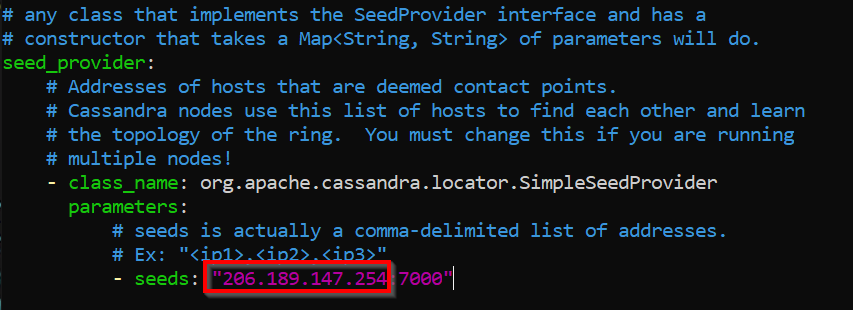 # any class that implements the SeedProvider interface and has a
# constructor that takes a Map<String, String> of parameters will do.
seed_provider:
# Addresses of hosts that are deemed contact points.
# Cassandra nodes use this list of hosts to find each other and learn
# the topology of the ring.  You must change this if you are running
# multiple nodes!
- class_name: org.apache.cassandra.locator.SimpleSeedProvider
parameters:
# seeds is actually a comma-delimited list of addresses.
# Ex: "<ip1>,<ip2>,<ip3>"
- seeds: "206.189.147.254:7000"